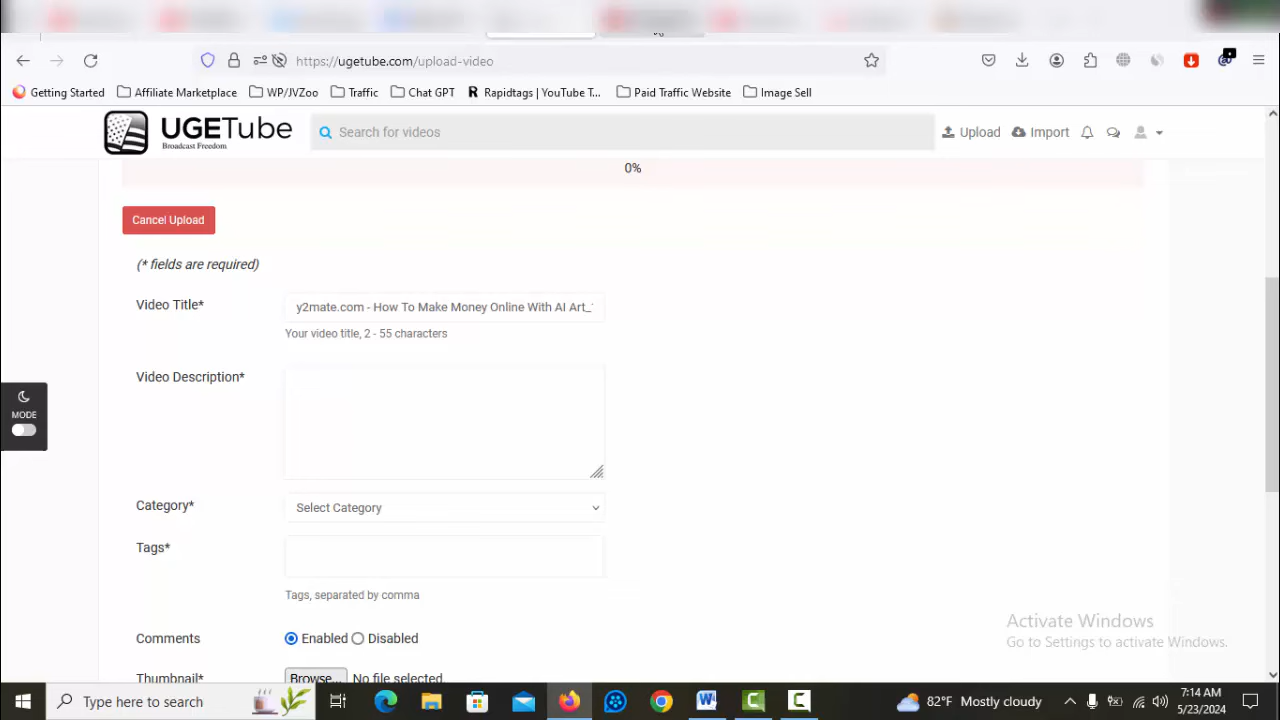 https://ugetube.com/upload-video
Getting Started
Affiliate Marketplace
WP/JVZoo
Traffic
Chat GPT
Rapidtags | YouTube T...
Paid Traffic Website
Image Sell
UGETube
Broadcast Freedom
Search for videos
Upload
Import
0%
Cancel Upload
(* fields are required)
Video Title*
y2mate.com - How To Make Money Online With AI Art_
Your video title, 2 - 55 characters
Video Description*
MODE
Category*
Select Category
Tags*
Tags, separated by comma
Comments
Enabled
Disabled
Thumbnail*
Browse...
No file selected.
Activate Windows
Go to Settings to activate Windows.
Type here to search
82°F Mostly cloudy
7:14 AM
5/23/2024